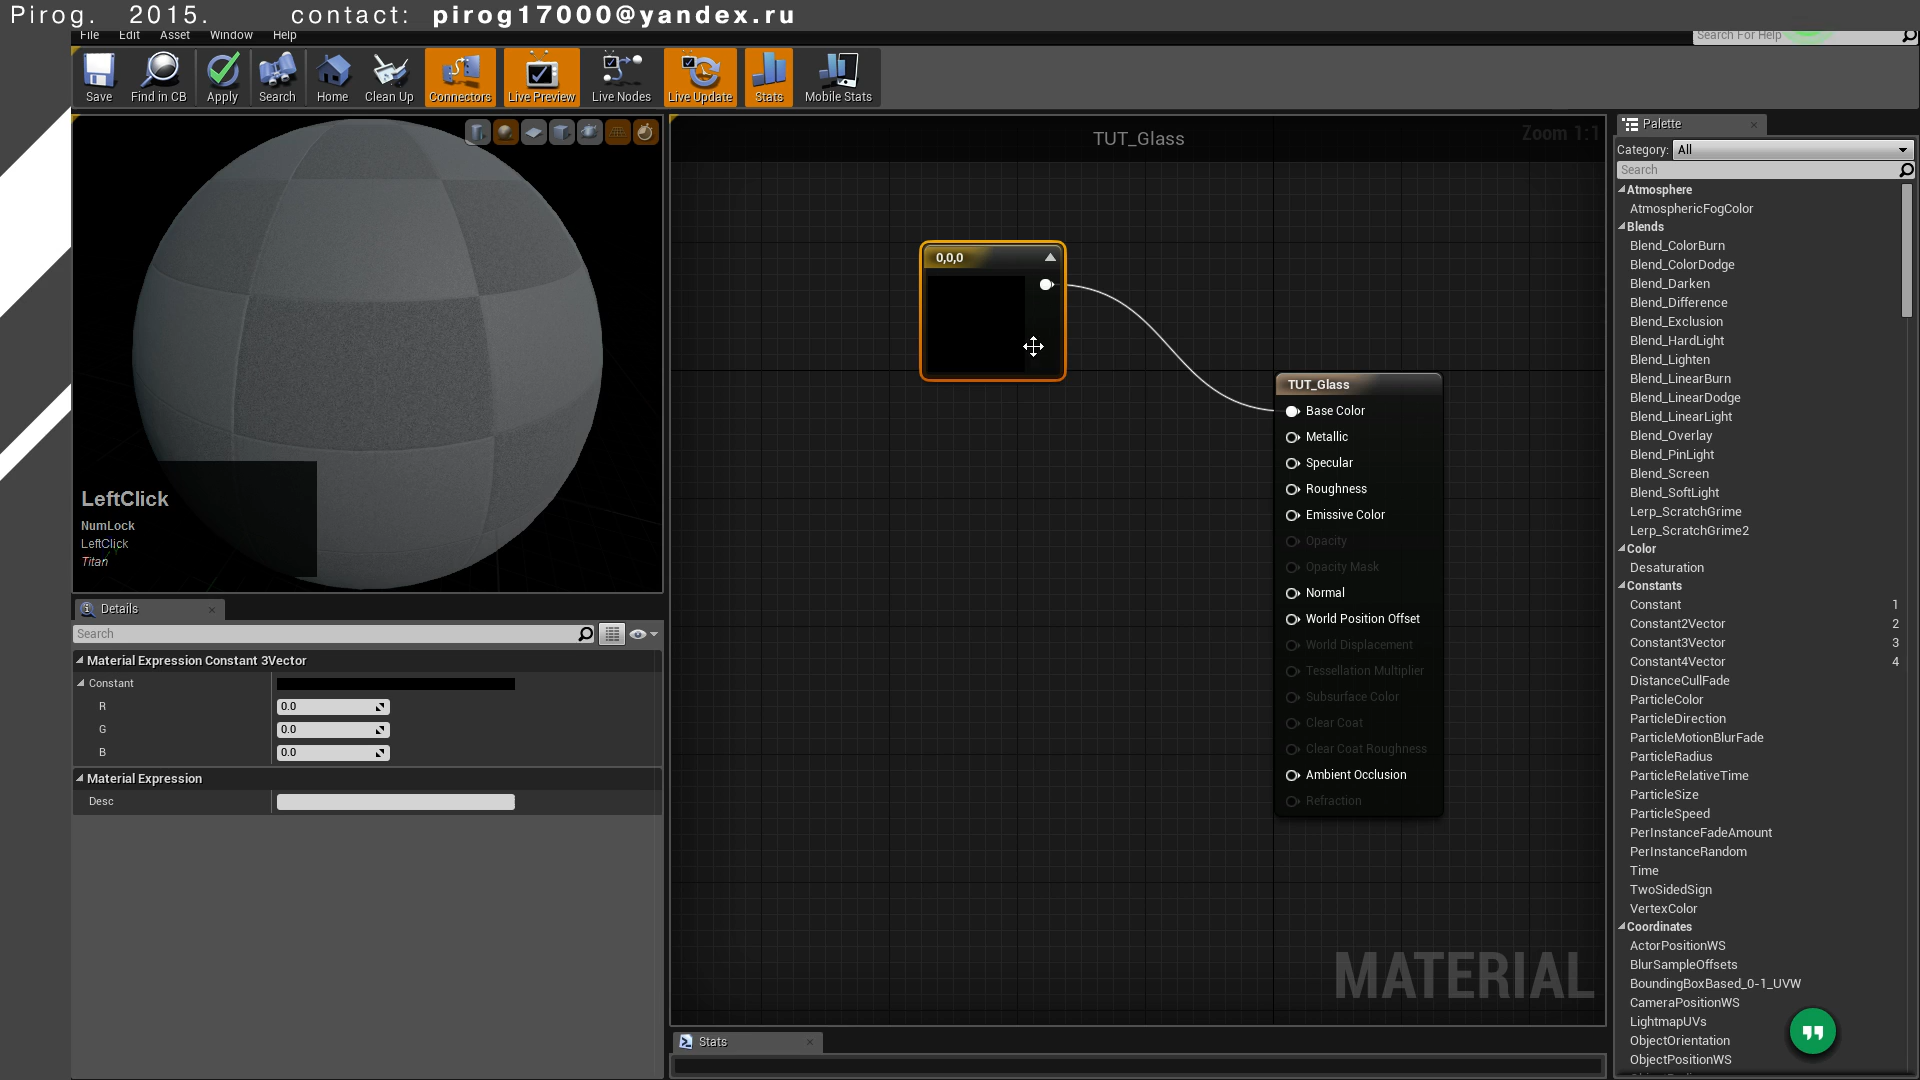 Pirog. 2015. contact: pirog17000@yandex.ru
File Edit Asset Window Help
Search For Help
Save Find in CB Apply Search Home Clean Up Connectors Live Preview Live Nodes Live Update Stats Mobile Stats
TUT_Glass
Zoom 1:1
0,0,0
TUT_Glass
Base Color
Metallic
Specular
Roughness
Emissive Color
Opacity
Opacity Mask
Normal
World Position Offset
World Displacement
Tessellation Multiplier
Subsurface Color
Clear Coat
Clear Coat Roughness
Ambient Occlusion
Refraction
MATERIAL
LeftClick
NumLock
LeftClick
Titan
Details
Search
Material Expression Constant 3Vector
Constant
R 0.0
G 0.0
B 0.0
Material Expression
Desc
Stats
Palette
Category: All
Search
Atmosphere
AtmosphericFogColor
Blends
Blend_ColorBurn
Blend_ColorDodge
Blend_Darken
Blend_Difference
Blend_Exclusion
Blend_HardLight
Blend_Lighten
Blend_LinearBurn
Blend_LinearDodge
Blend_LinearLight
Blend_Overlay
Blend_PinLight
Blend_Screen
Blend_SoftLight
Lerp_ScratchGrime
Lerp_ScratchGrime2
Color
Desaturation
Constants
Constant 1
Constant2Vector 2
Constant3Vector 3
Constant4Vector 4
DistanceCullFade
ParticleColor
ParticleDirection
ParticleMotionBlurFade
ParticleRadius
ParticleRelativeTime
ParticleSize
ParticleSpeed
PerInstanceFadeAmount
PerInstanceRandom
Time
TwoSidedSign
VertexColor
Coordinates
ActorPositionWS
BlurSampleOffsets
BoundingBoxBased_0-1_UVW
CameraPositionWS
LightmapUVs
ObjectOrientation
ObjectPositionWS